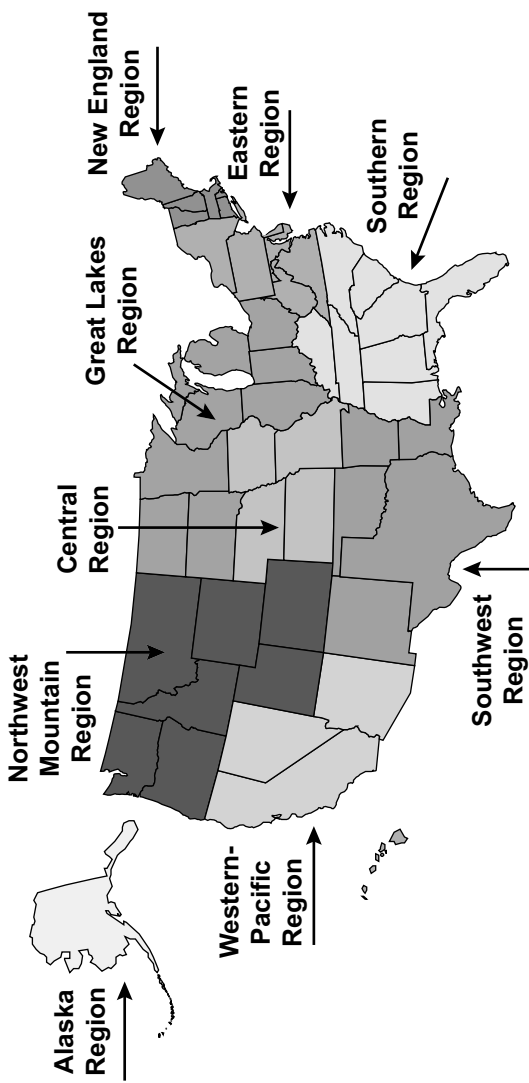 Alaska
Region
Northwest
Mountain
Region
Western-
Pacific
Region
Central
Region
Southwest
Region
Great Lakes
Region
New England
Region
Eastern
Region
Southern
Region